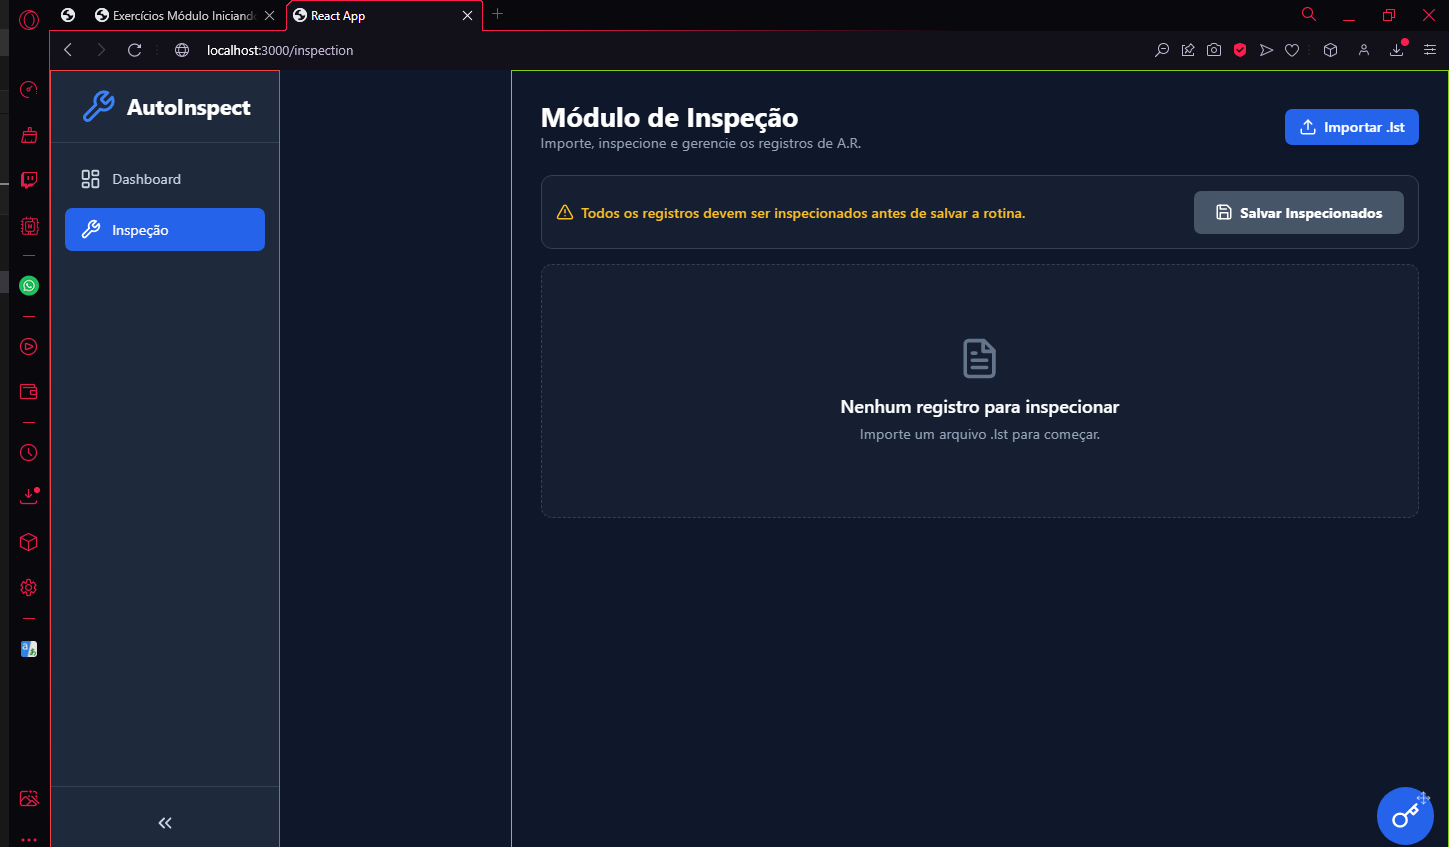 Exercícios Módulo Iniciand
React App
localhost:3000/inspection
AutoInspect
Dashboard
Inspeção
Módulo de Inspeção
Importe, inspecione e gerencie os registros de A.R.
Importar .lst
Todos os registros devem ser inspecionados antes de salvar a rotina.
Salvar Inspecionados
Nenhum registro para inspecionar
Importe um arquivo .lst para começar.